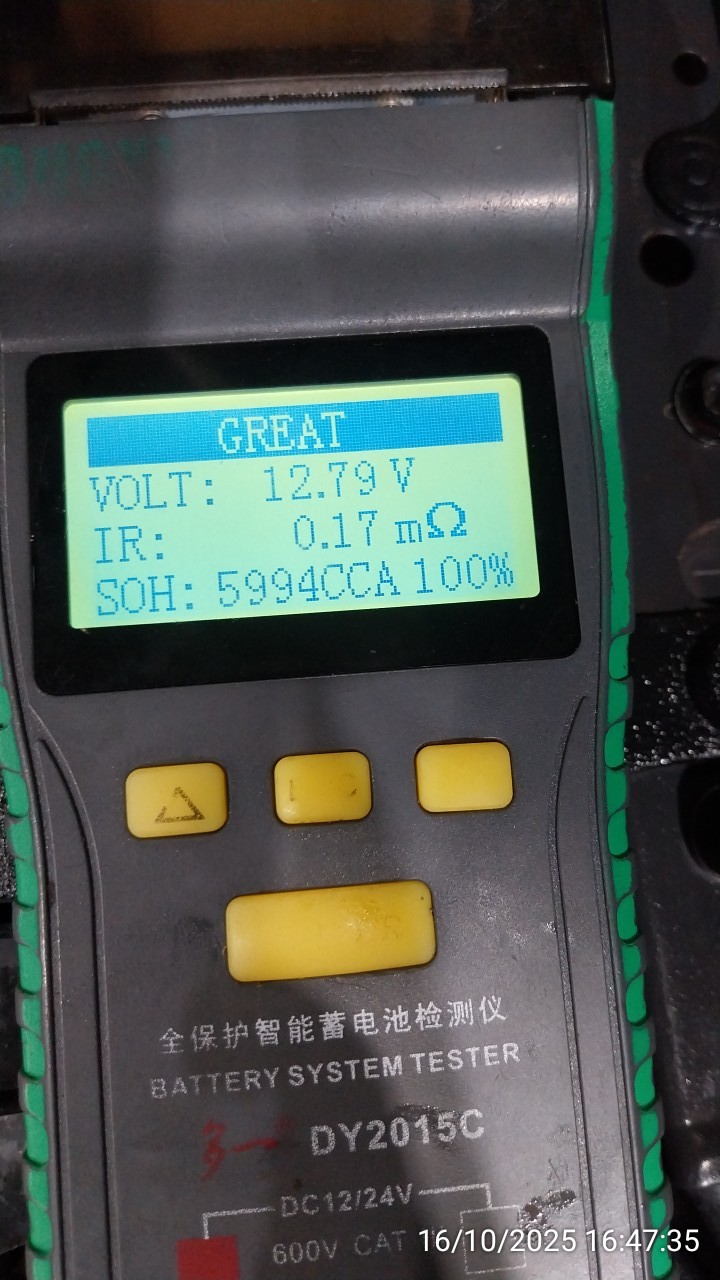 GREAT
VOLT: 12.79 V
IR: 0.17 mΩ
SOH: 5994CCA 100%
全保护智能蓄电池检测仪
BATTERY SYSTEM TESTER
DY2015C
DC12/24V
600V CAT
16/10/2025 16:47:35